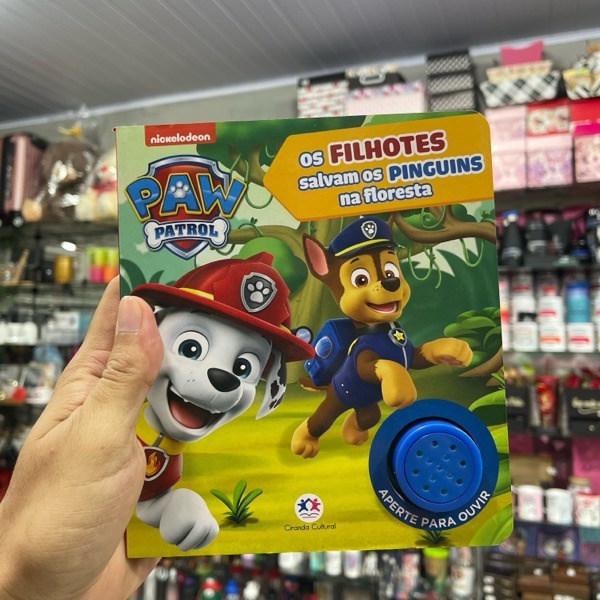 nickelodeon
PAW
PATROL
OS FILHOTES
salvam os PINGUINS
na floresta
Ciranda Cultural
APERTE PARA OUVIR